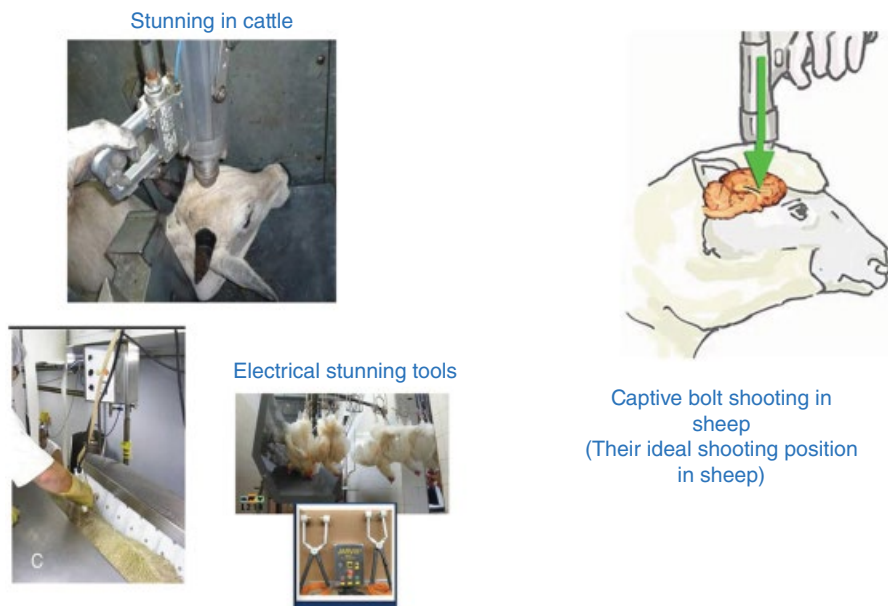 Stunning in cattle
Electrical stunning tools
C
Captive bolt shooting in
sheep
(Their ideal shooting position
in sheep)